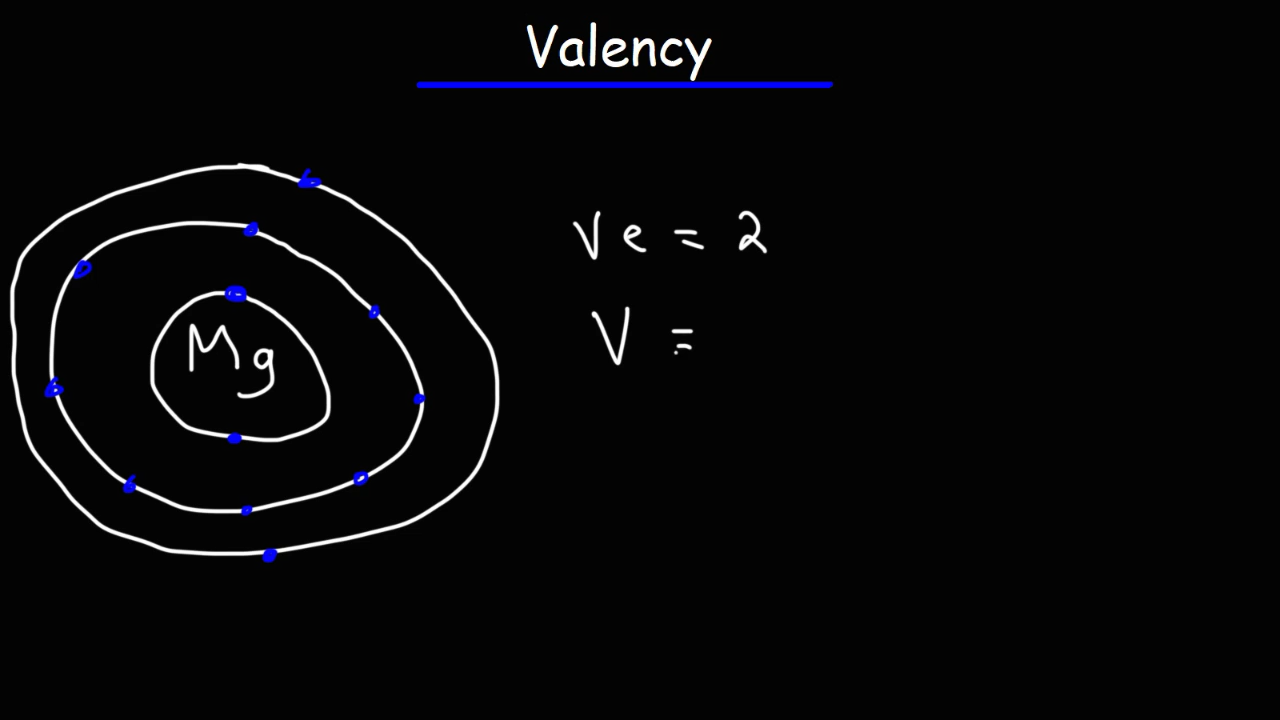 Valency
Ve = 2
V =
Mg